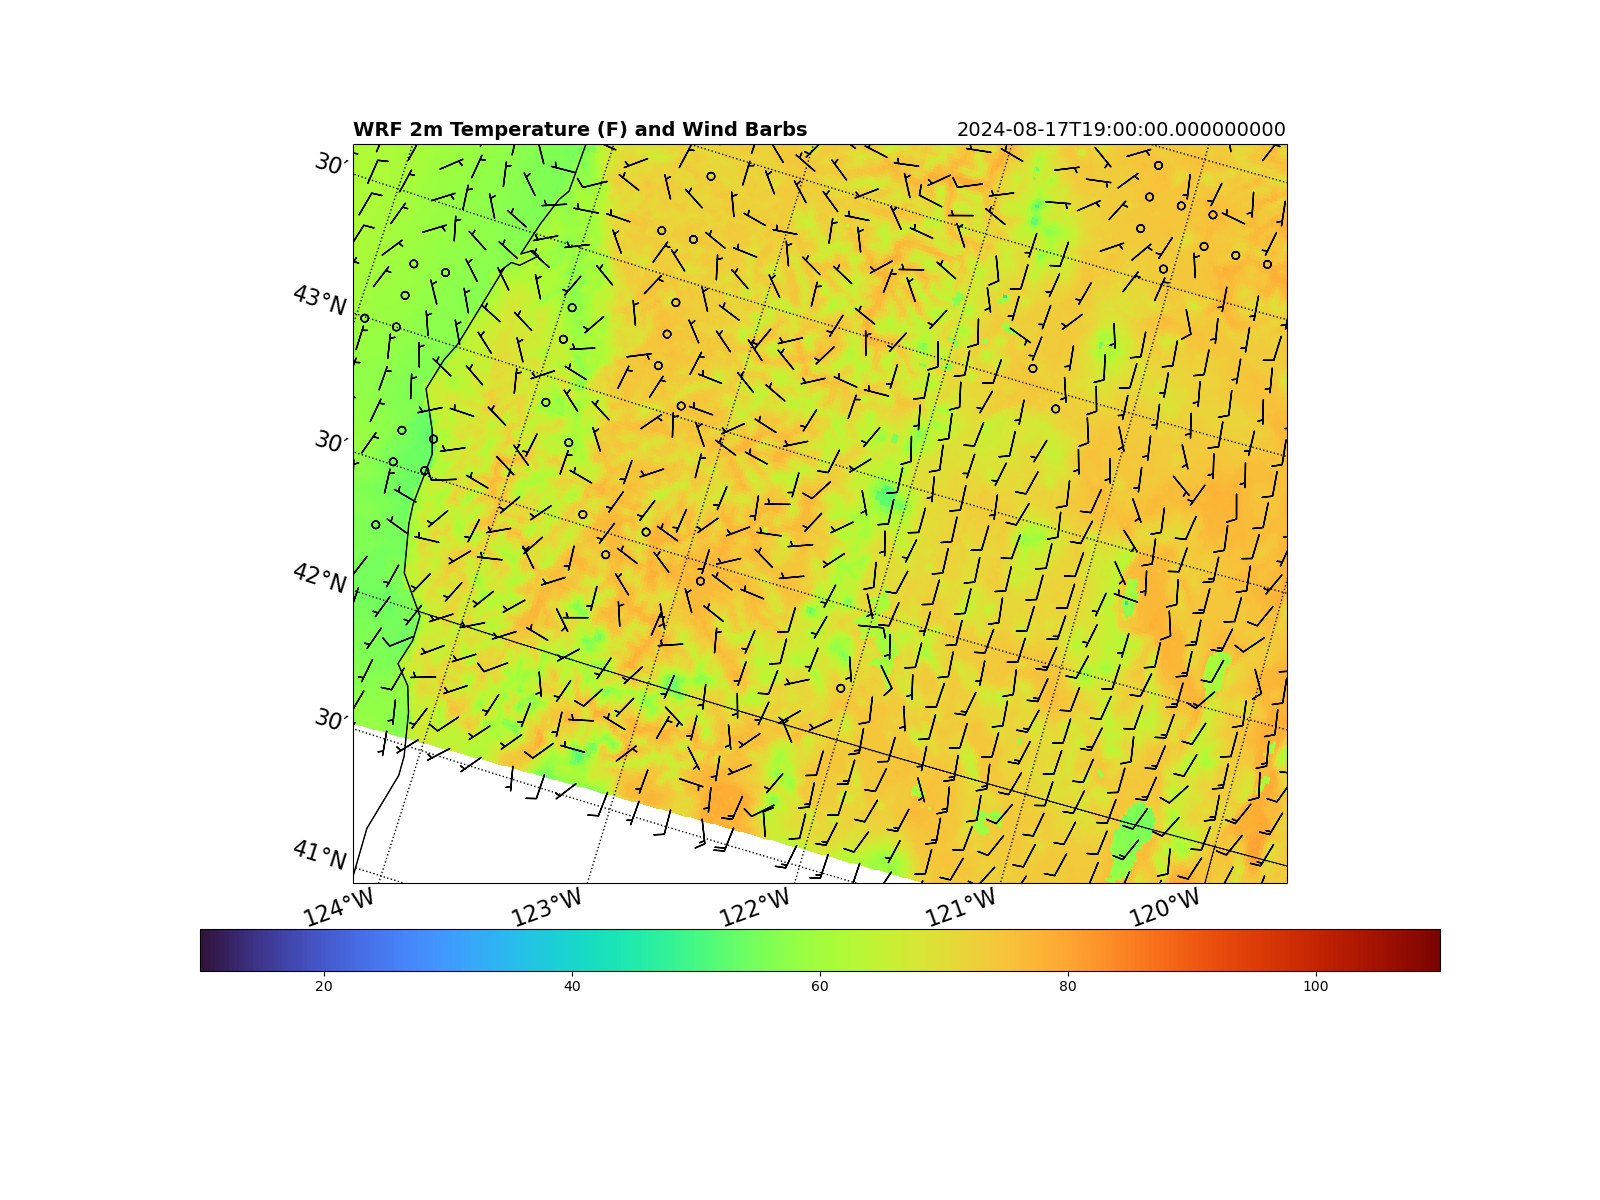 WRF 2m Temperature (F) and Wind Barbs
2024-08-17T19:00:00.000000000
30′
43°N
30′
42°N
30′
41°N
124°W 123°W 122°W 121°W 120°W
20 40 60 80 100